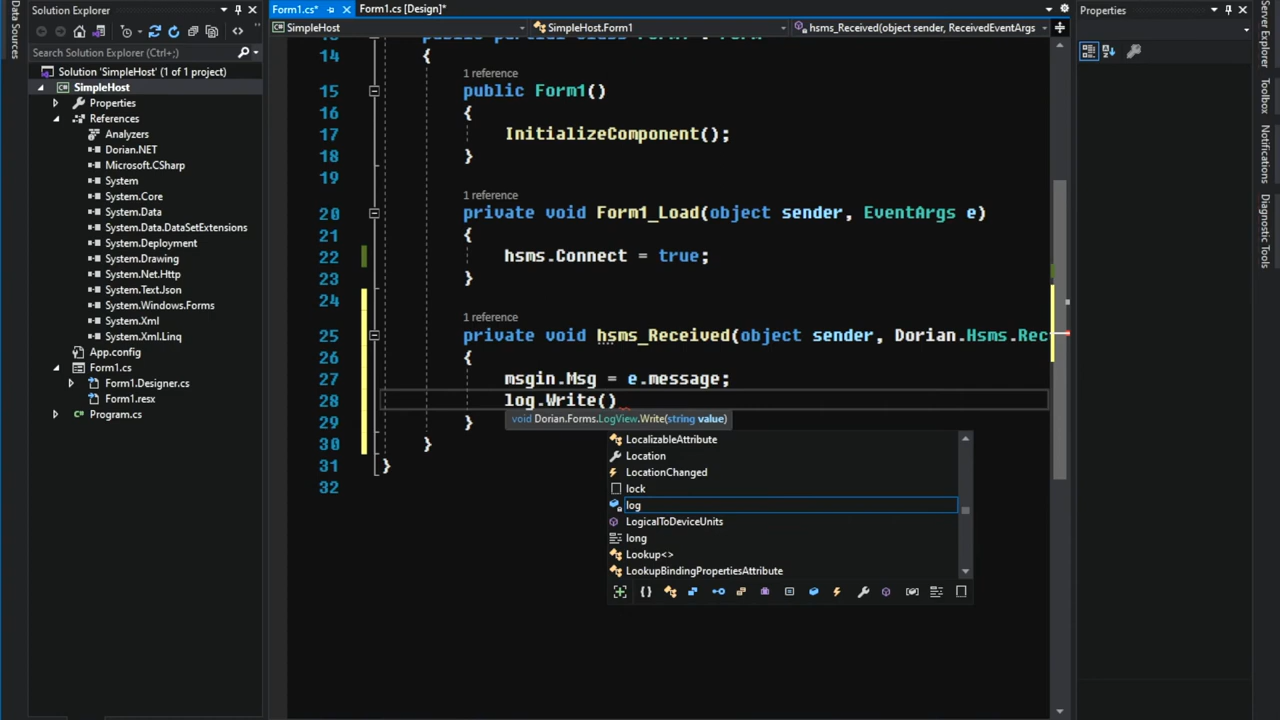 Form1.cs*
Form1.cs [Design]*
Data Sources
Solution Explorer
Search Solution Explorer (Ctrl+;)
Solution 'SimpleHost' (1 of 1 project)
SimpleHost
Properties
References
Analyzers
Dorian.NET
Microsoft.CSharp
System
System.Core
System.Data
System.Data.DataSetExtensions
System.Deployment
System.Drawing
System.Net.Http
System.Text.Json
System.Windows.Forms
System.Xml
System.Xml.Linq
App.config
Form1.cs
Form1.Designer.cs
Form1.resx
Program.cs
SimpleHost
SimpleHost.Form1
hsms_Received(object sender, ReceivedEventArgs
14 {
1 reference
15 public Form1()
16 {
17 InitializeComponent();
18 }
19
1 reference
20 private void Form1_Load(object sender, EventArgs e)
21 {
22 hsms.Connect = true;
23 }
24
1 reference
25 private void hsms_Received(object sender, Dorian.Hsms.Rec
26 {
27 msgin.Msg = e.message;
28 log.Write()
void Dorian.Forms.LogView.Write(string value)
29 }
30 }
31 }
32
LocalizableAttribute
Location
LocationChanged
lock
log
LogicalToDeviceUnits
long
Lookup<>
LookupBindingPropertiesAttribute
Properties
Server Explorer
Toolbox
Notifications
Diagnostic Tools